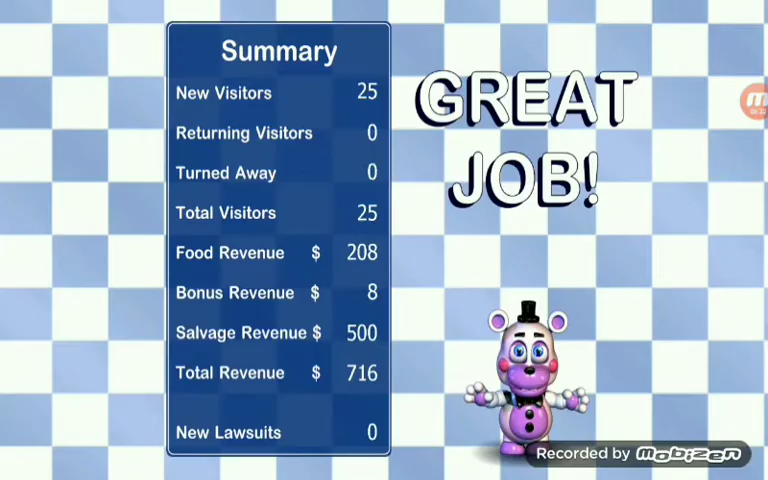 Summary
New Visitors 25
Returning Visitors 0
Turned Away 0
Total Visitors 25
Food Revenue $ 208
Bonus Revenue $ 8
Salvage Revenue $ 500
Total Revenue $ 716
New Lawsuits 0
GREAT
JOB!
Recorded by mobizen